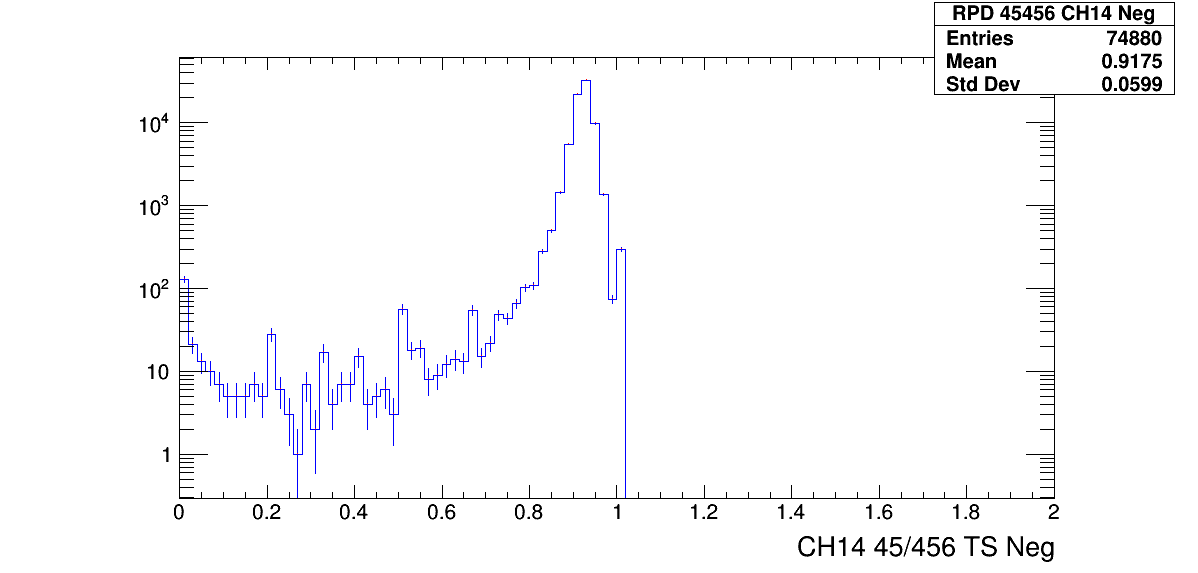 RPD 45456 CH14 Neg
Entries 74880
Mean 0.9175
Std Dev 0.0599
10^4
10^3
10^2
10
1
0 0.2 0.4 0.6 0.8 1 1.2 1.4 1.6 1.8 2
CH14 45/456 TS Neg